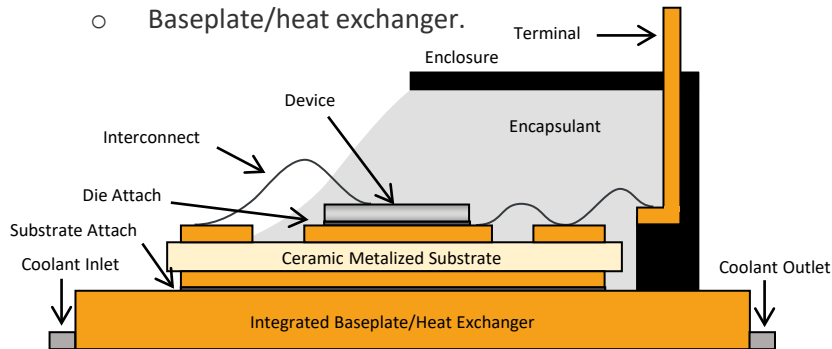 ○ Baseplate/heat exchanger.
Terminal
Enclosure
Device
Encapsulant
Interconnect
Die Attach
Substrate Attach
Ceramic Metalized Substrate
Coolant Inlet
Coolant Outlet
Integrated Baseplate/Heat Exchanger